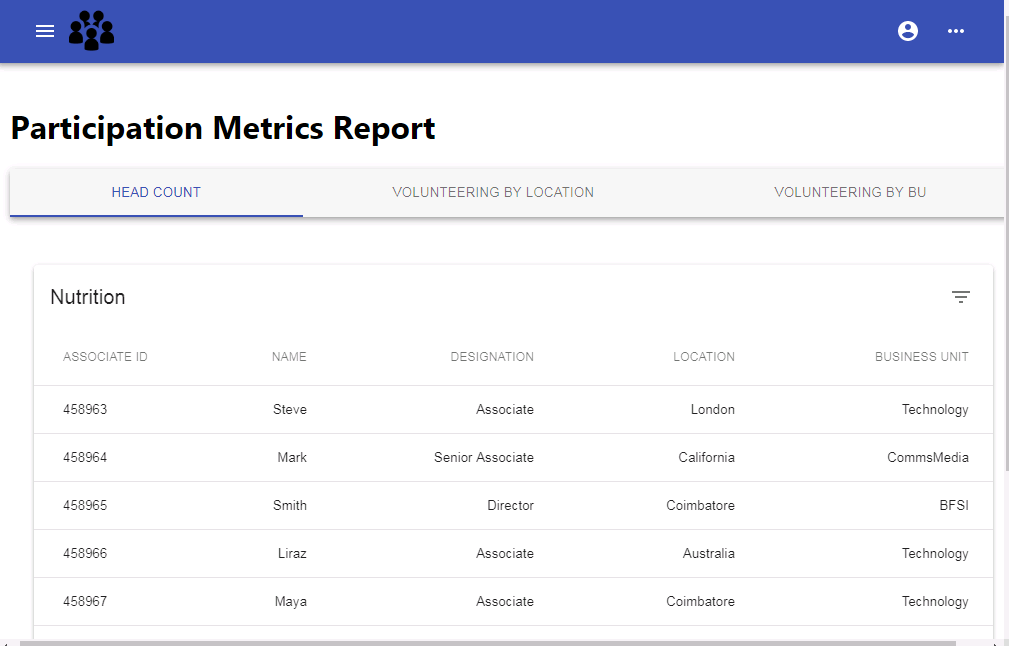 Participation Metrics Report
HEAD COUNT VOLUNTEERING BY LOCATION VOLUNTEERING BY BU
Nutrition
ASSOCIATE ID NAME DESIGNATION LOCATION BUSINESS UNIT
458963 Steve Associate London Technology
458964 Mark Senior Associate California CommsMedia
458965 Smith Director Coimbatore BFSI
458966 Liraz Associate Australia Technology
458967 Maya Associate Coimbatore Technology